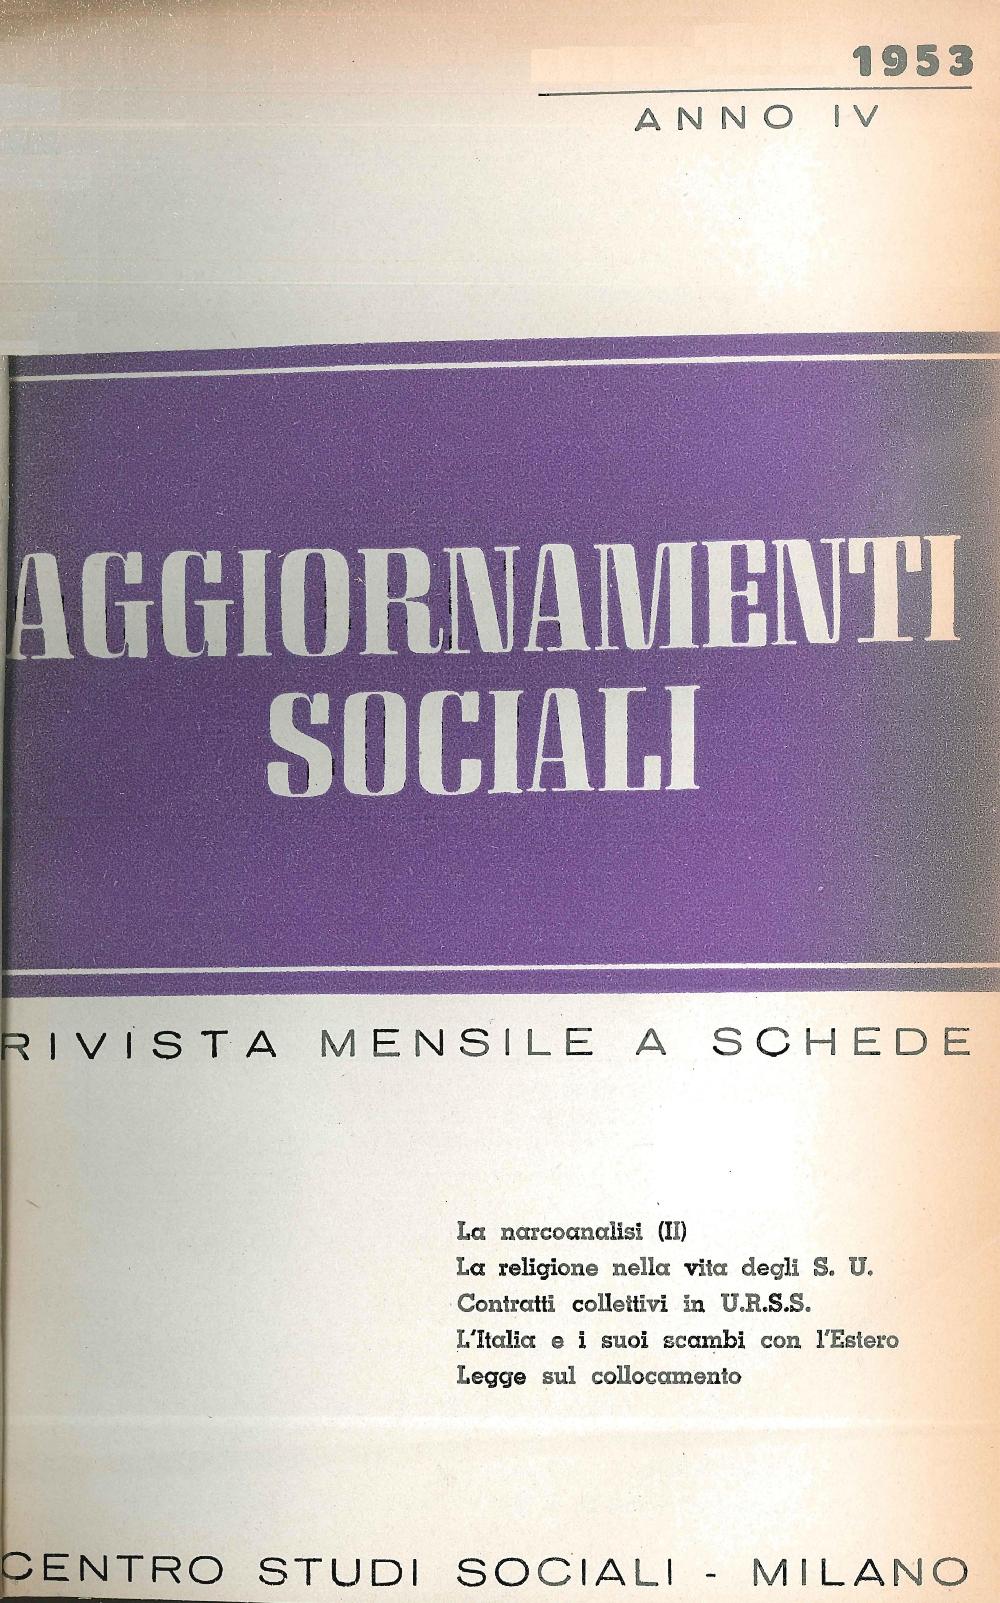 1953
ANNO IV
AGGIORNAMENTI
SOCIALI
RIVISTA MENSILE A SCHEDE
La narcoanalisi (II)
La religione nella vita degli S. U.
Contratti collettivi in U.R.S.S.
L'Italia e i suoi scambi con l'Estero
Legge sul collocamento
CENTRO STUDI SOCIALI - MILANO